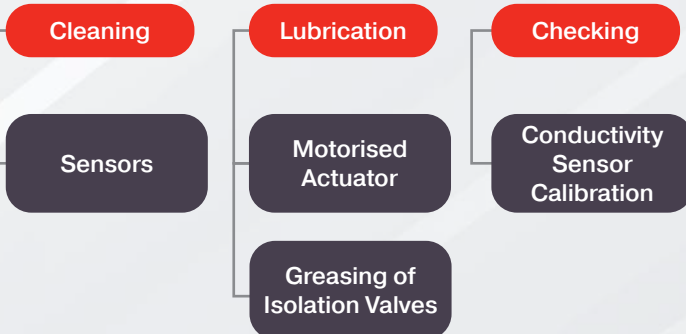 Cleaning
Lubrication
Checking
Sensors
Motorised
Actuator
Conductivity
Sensor
Calibration
Greasing of
Isolation Valves